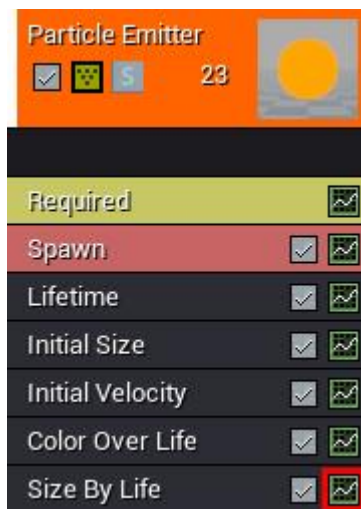 Particle Emitter
S 23
Required
Spawn
Lifetime
Initial Size
Initial Velocity
Color Over Life
Size By Life